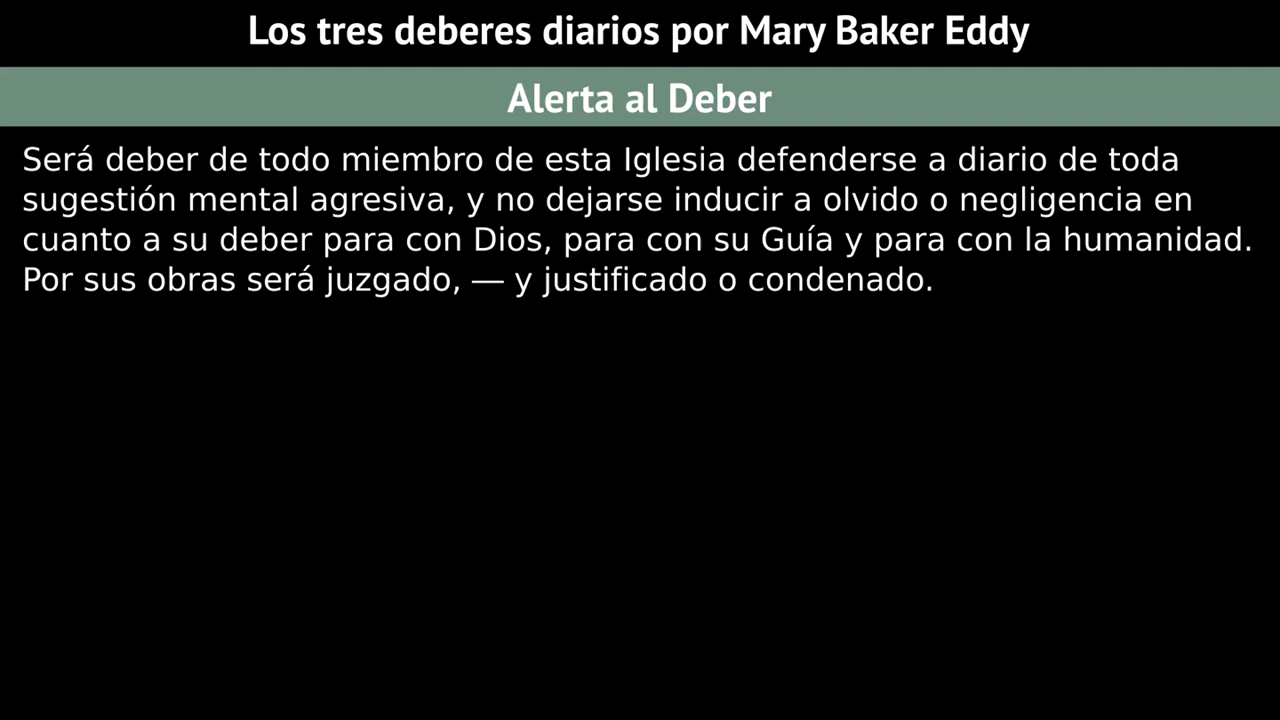 Los tres deberes diarios por Mary Baker Eddy
Alerta al Deber
Será deber de todo miembro de esta Iglesia defenderse a diario de toda
sugestión mental agresiva, y no dejarse inducir a olvido o negligencia en
cuanto a su deber para con Dios, para con su Guía y para con la humanidad.
Por sus obras será juzgado, — y justificado o condenado.